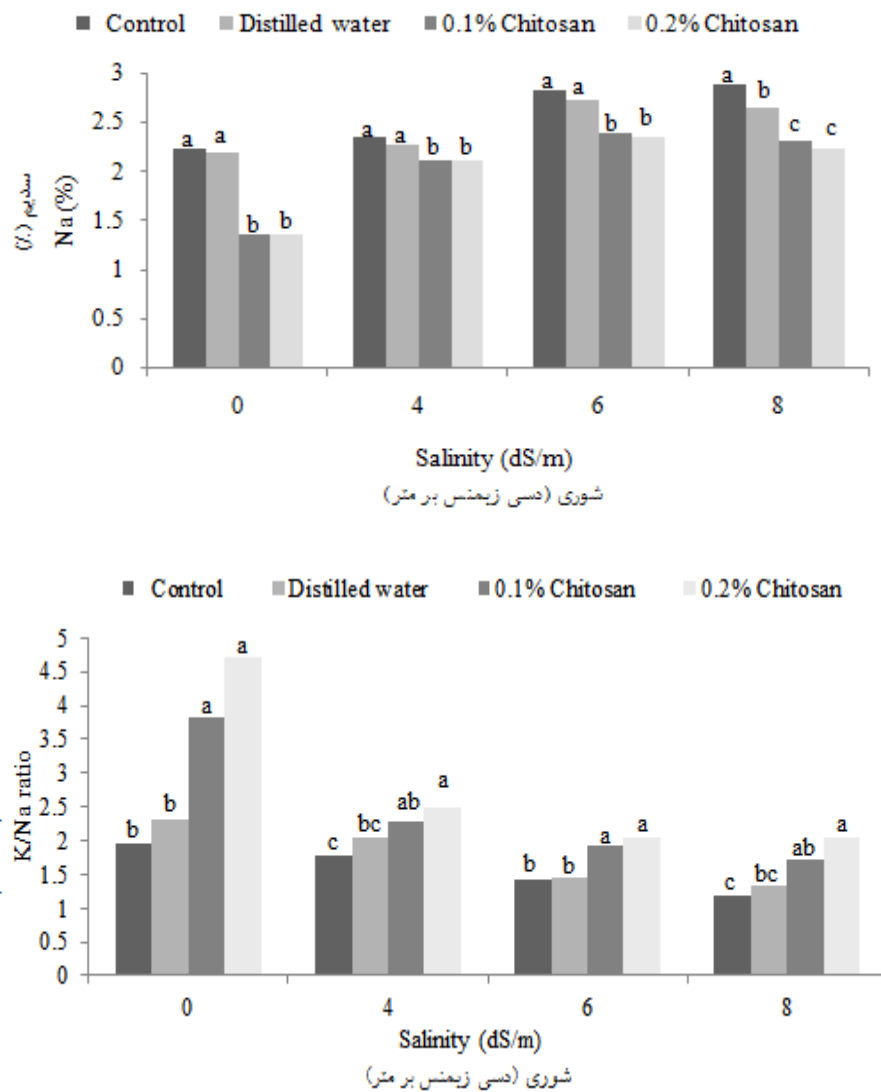 Control Distilled water 0.1% Chitosan 0.2% Chitosan
3
2.5
2
1.5
1
0.5
0
سدیم (٪)
Na (%)
a a b b
a a b b
a a b b
a b c c
0 4 6 8
Salinity (dS/m)
شوری (دسی زیمنس بر متر)
Control Distilled water 0.1% Chitosan 0.2% Chitosan
5
4.5
4
3.5
3
2.5
2
1.5
1
0.5
0
K/Na ratio
b b a a
c bc ab a
b b a a
c bc ab a
0 4 6 8
Salinity (dS/m)
شوری (دسی زیمنس بر متر)